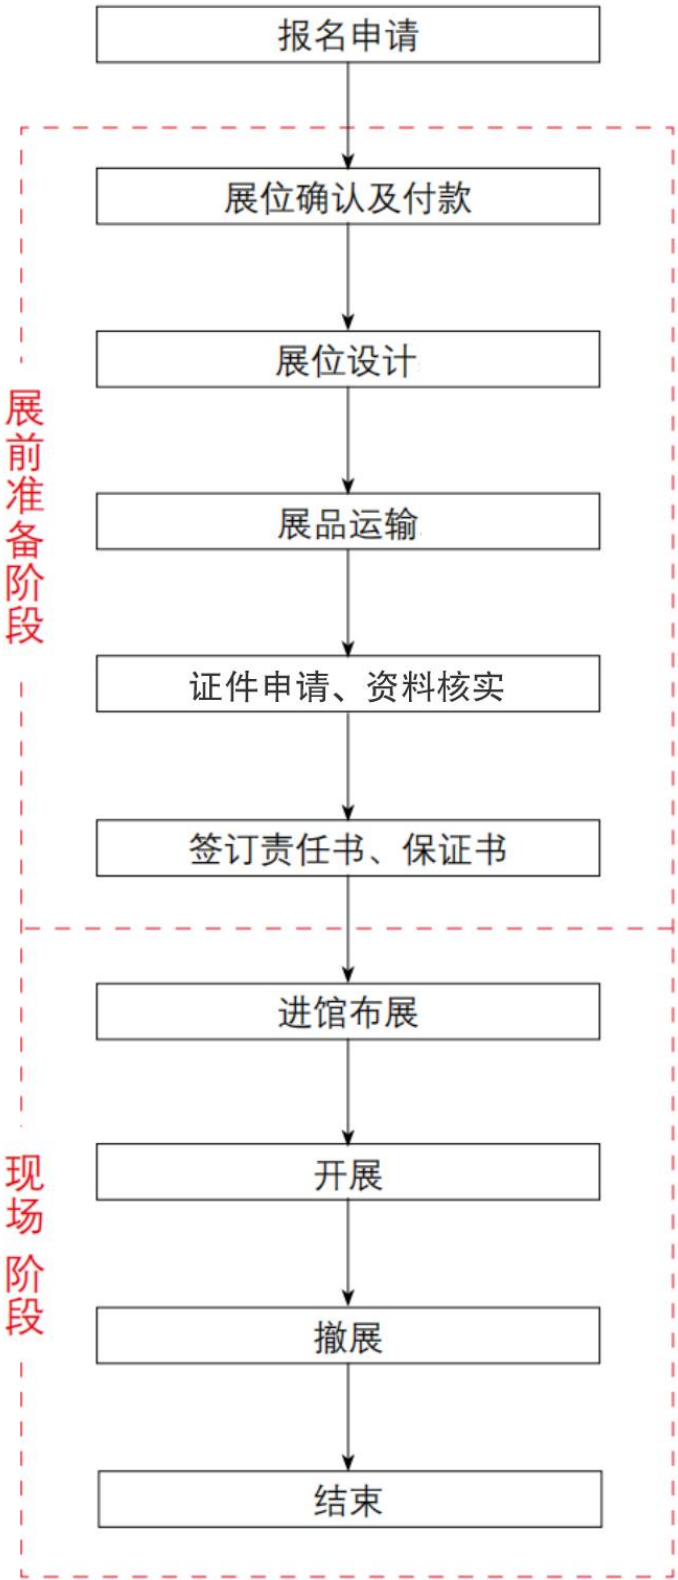 报名申请
展位确认及付款
展位设计
展品运输
证件申请、资料核实
签订责任书、保证书
展前准备阶段
进馆布展
开展
撤展
结束
现场阶段